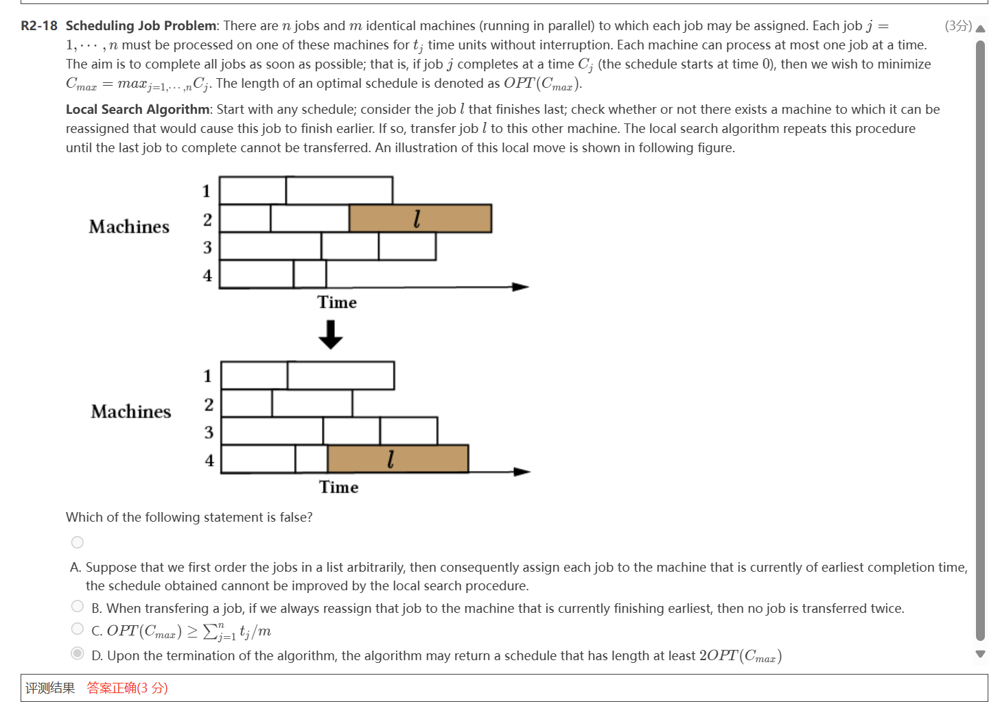 R2-18 Scheduling Job Problem: There are n jobs and m identical machines (running in parallel) to which each job may be assigned. Each job j = (3分)
1, ··· , n must be processed on one of these machines for t_j time units without interruption. Each machine can process at most one job at a time.
The aim is to complete all jobs as soon as possible; that is, if job j completes at a time C_j (the schedule starts at time 0), then we wish to minimize
C_max = max_{j=1,··· ,n} C_j. The length of an optimal schedule is denoted as OPT(C_max).
Local Search Algorithm: Start with any schedule; consider the job l that finishes last; check whether or not there exists a machine to which it can be
reassigned that would cause this job to finish earlier. If so, transfer job l to this other machine. The local search algorithm repeats this procedure
until the last job to complete cannot be transferred. An illustration of this local move is shown in following figure.
1
2 l
Machines
3
4
Time
1
2
Machines
3
4 l
Time
Which of the following statement is false?
A. Suppose that we first order the jobs in a list arbitrarily, then consequently assign each job to the machine that is currently of earliest completion time,
the schedule obtained cannont be improved by the local search procedure.
B. When transfering a job, if we always reassign that job to the machine that is currently finishing earliest, then no job is transferred twice.
C. OPT(C_max) ≥ ∑_{j=1}^n t_j/m
D. Upon the termination of the algorithm, the algorithm may return a schedule that has length at least 2OPT(C_max)
评测结果 答案正确(3 分)